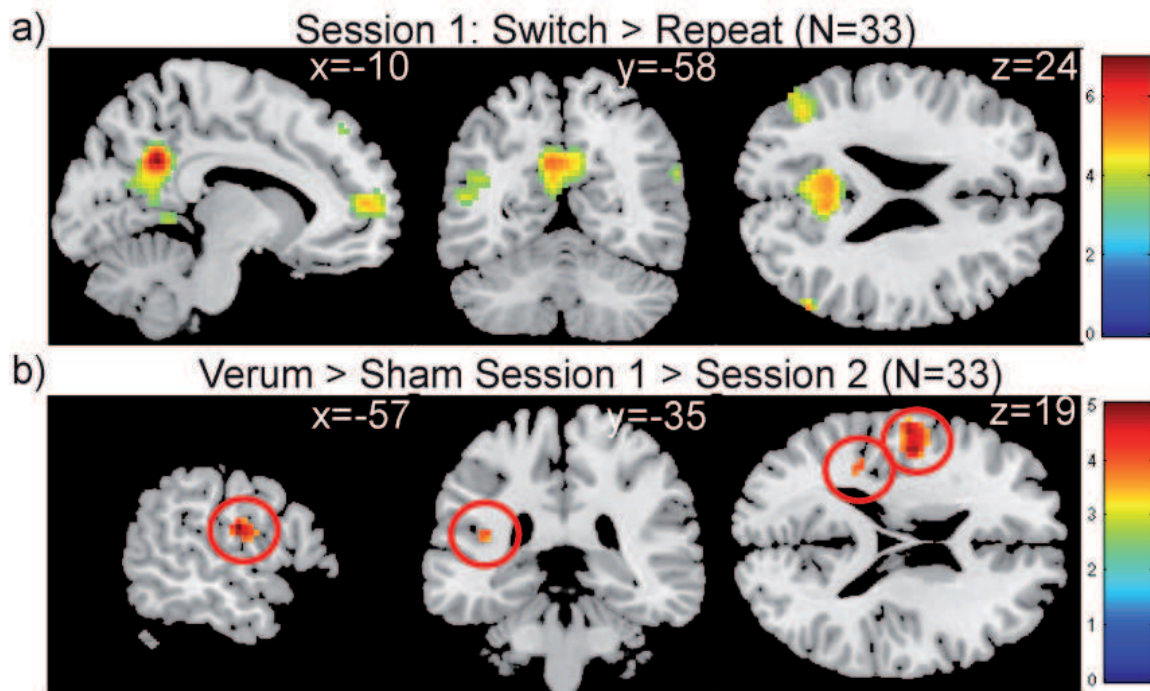 a)
Session 1: Switch > Repeat (N=33)
x=-10
y=-58
z=24
6
4
2
0
b)
Verum > Sham Session 1 > Session 2 (N=33)
x=-57
y=-35
z=19
5
4
3
2
1
0